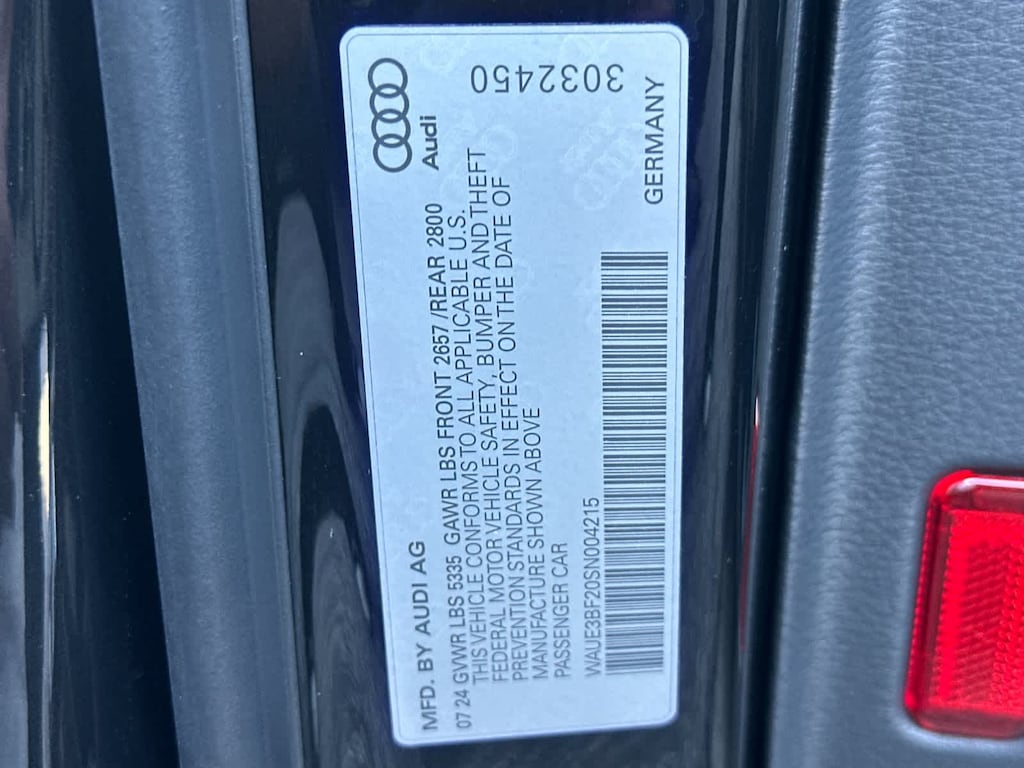 Audi
3032450
MFD. BY AUDI AG
07 24 GVWR LBS 5335 GAWR LBS FRONT 2657 /REAR 2800
THIS VEHICLE CONFORMS TO ALL APPLICABLE U.S.
FEDERAL MOTOR VEHICLE SAFETY, BUMPER AND THEFT
PREVENTION STANDARDS IN EFFECT ON THE DATE OF
MANUFACTURE SHOWN ABOVE
PASSENGER CAR
WAUE3BF20SN004215
GERMANY